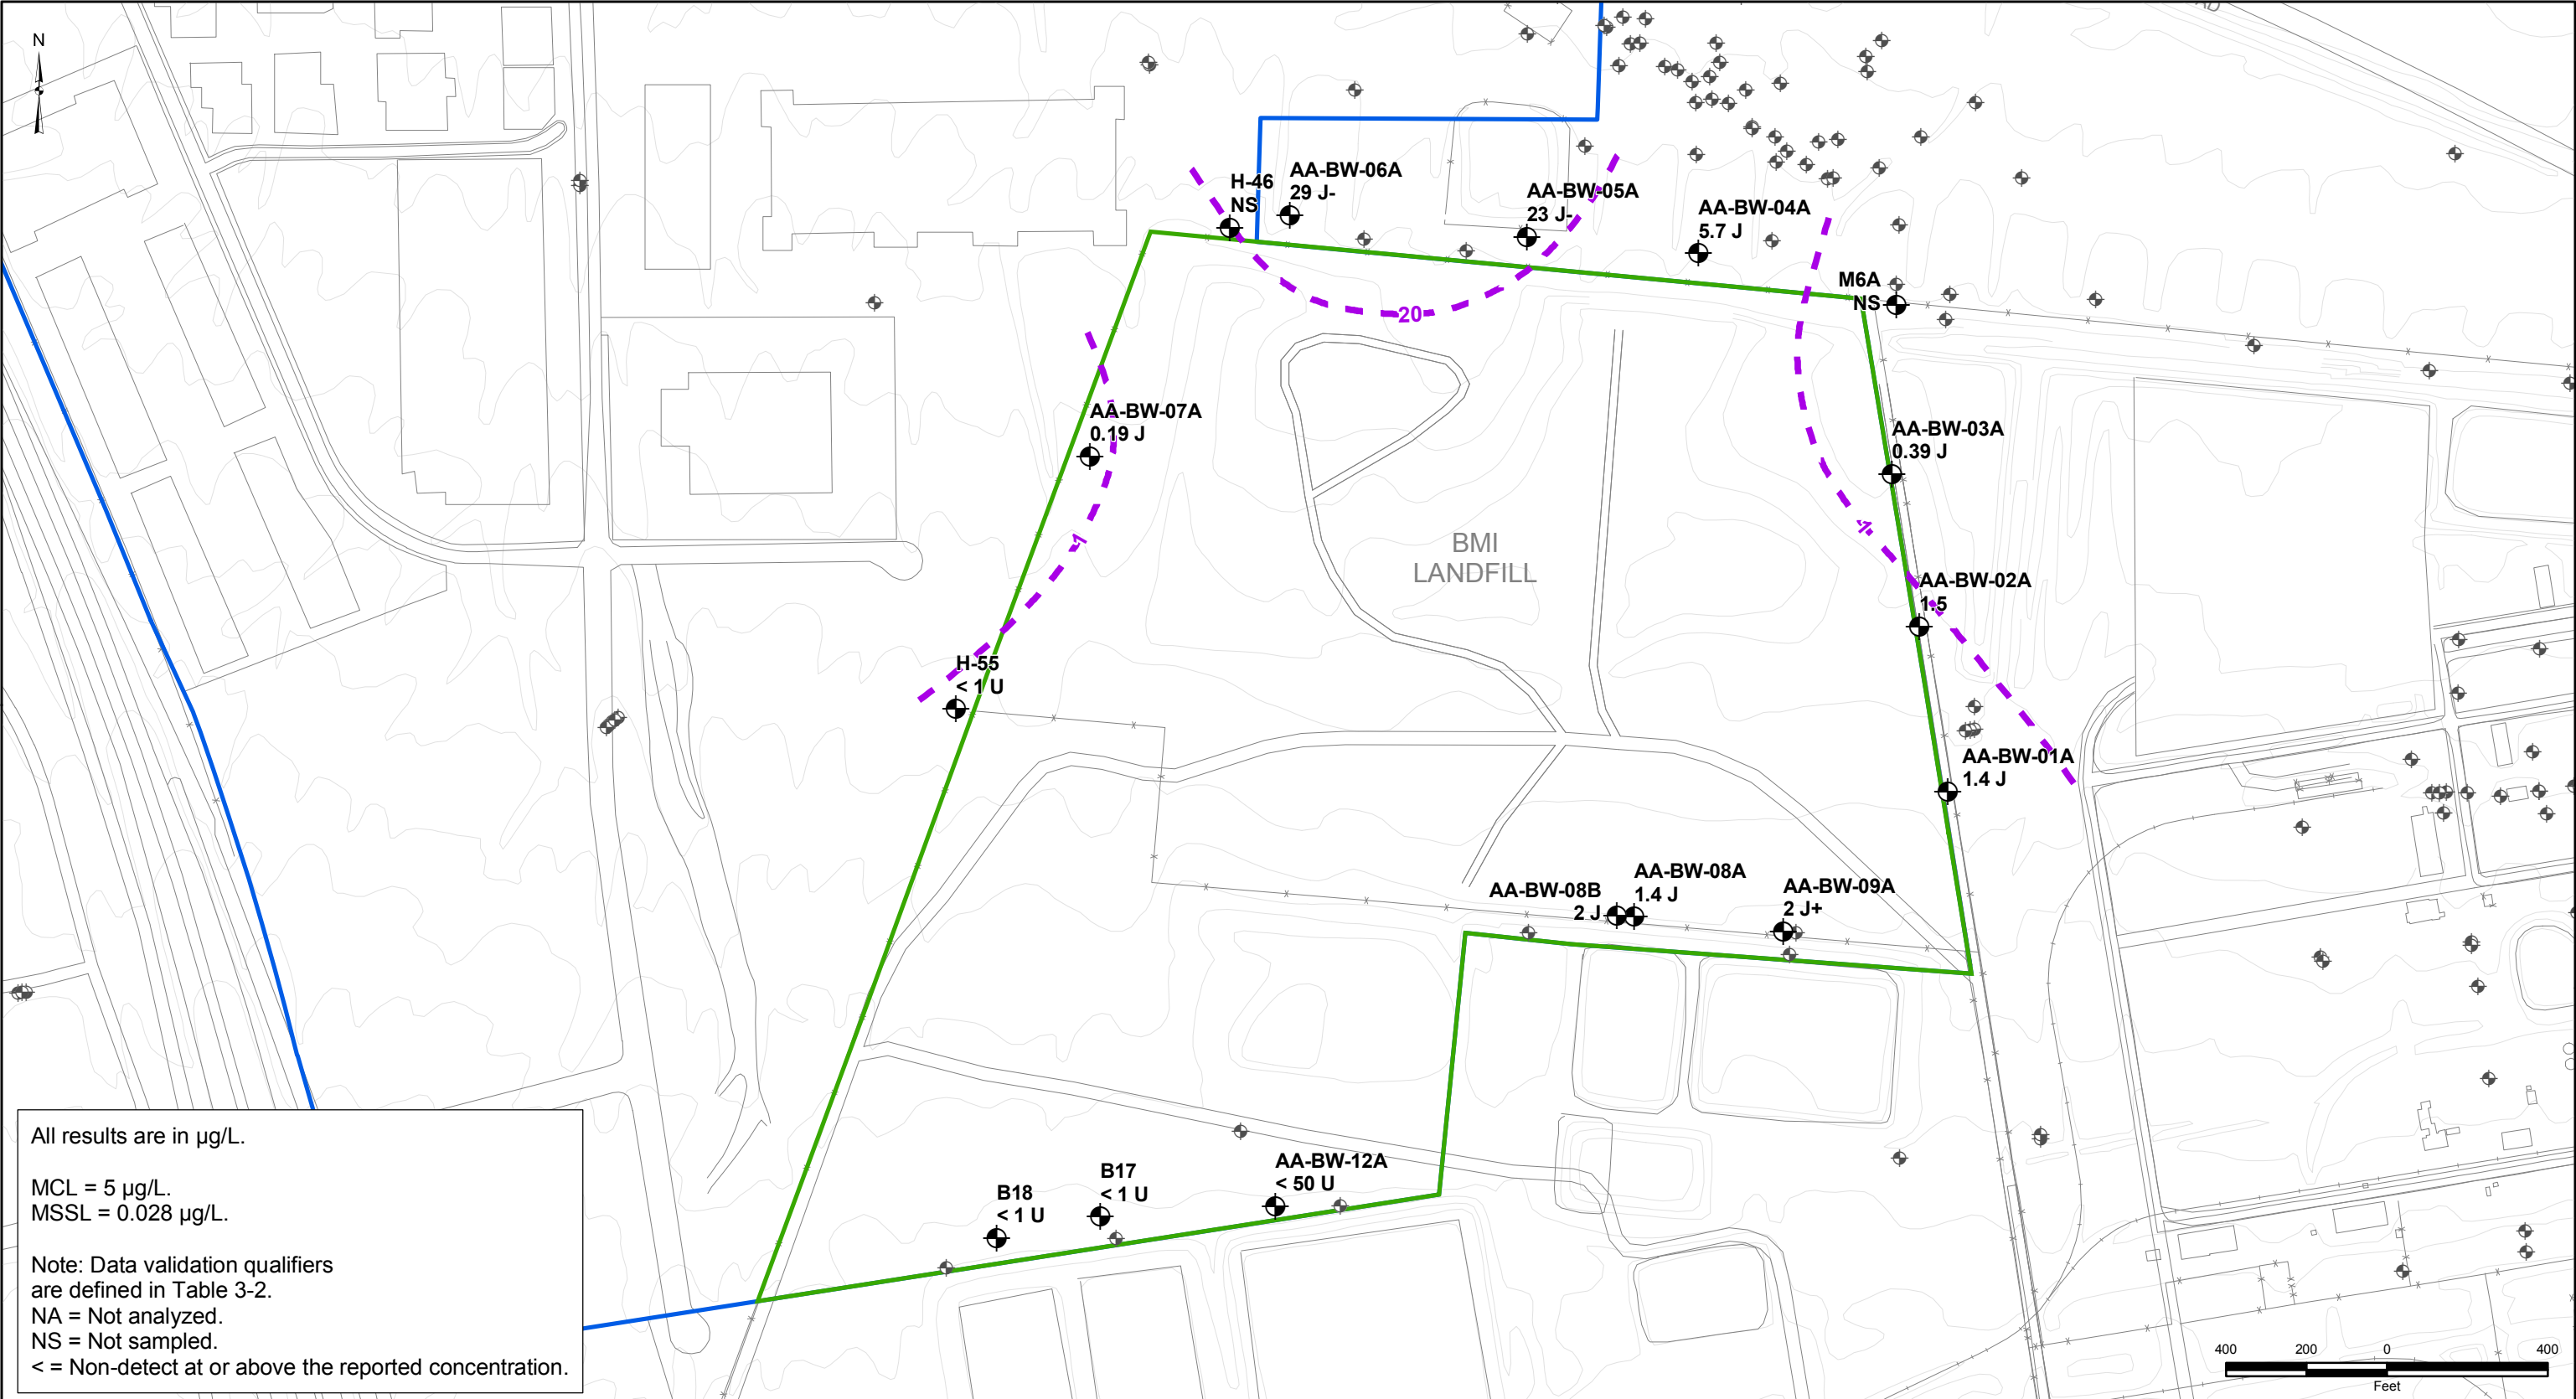 RD
N
AA-BW-06A
29 J-
H-46
NS
AA-BW-05A
23 J-
AA-BW-04A
5.7 J
M6A
NS
20
AA-BW-07A
0.19 J
AA-BW-03A
0.39 J
1
1
BMI
LANDFILL
AA-BW-02A
1.5
H-55
< 1 U
AA-BW-01A
1.4 J
AA-BW-08B
2 J
AA-BW-08A
1.4 J
AA-BW-09A
2 J+
B18
< 1 U
B17
< 1 U
AA-BW-12A
< 50 U
All results are in µg/L.
MCL = 5 µg/L.
MSSL = 0.028 µg/L.
Note: Data validation qualifiers
are defined in Table 3-2.
NA = Not analyzed.
NS = Not sampled.
< = Non-detect at or above the reported concentration.
400 200 0 400
Feet